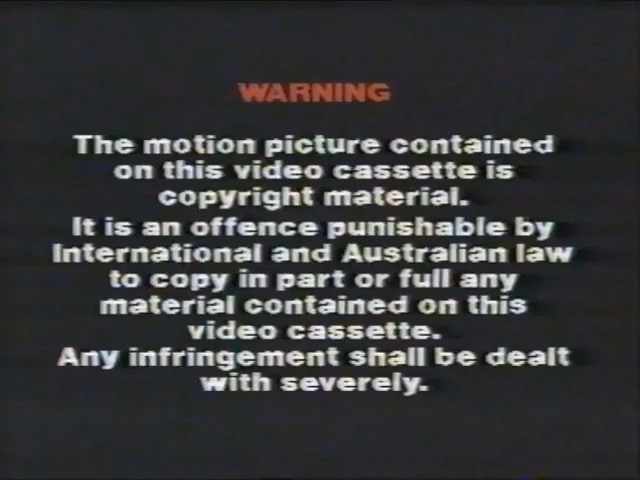 WARNING
The motion picture contained
on this video cassette is
copyright material.
It is an offence punishable by
International and Australian law
to copy in part or full any
material contained on this
video cassette.
Any infringement shall be dealt
with severely.